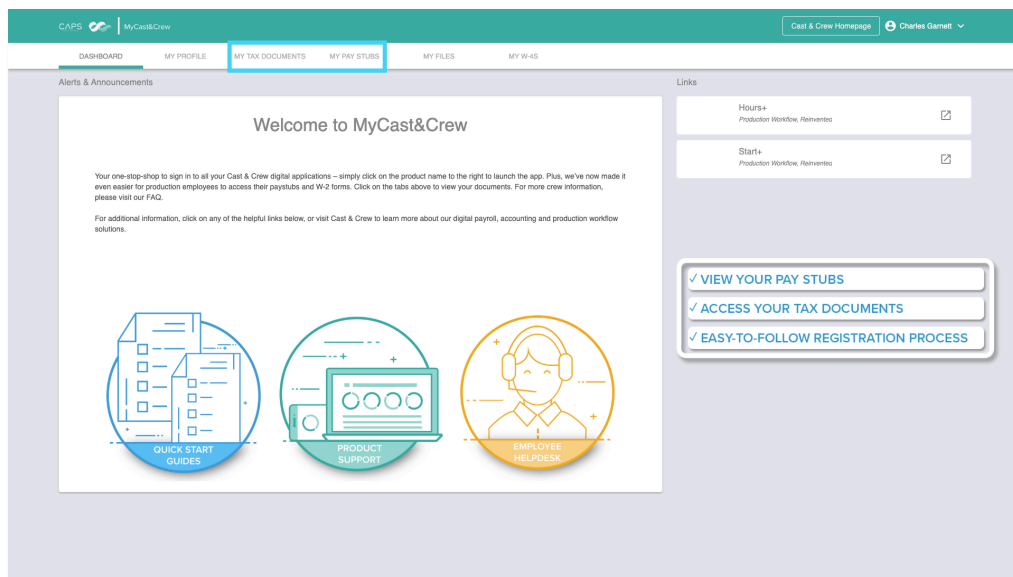 CAPS MyCast&Crew
Cast & Crew Homepage
Charles Garnett
DASHBOARD
MY PROFILE
MY TAX DOCUMENTS
MY PAY STUBS
MY FILES
MY W-4S
Alerts & Announcements
Links
Welcome to MyCast&Crew
Your one-stop-shop to sign in to all your Cast & Crew digital applications – simply click on the product name to the right to launch the app. Plus, we've now made it
even easier for production employees to access their paystubs and W-2 forms. Click on the tabs above to view your documents. For more crew information,
please visit our FAQ.
For additional information, click on any of the helpful links below, or visit Cast & Crew to learn more about our digital payroll, accounting and production workflow
solutions.
QUICK START
GUIDES
PRODUCT
SUPPORT
EMPLOYEE
HELPDESK
Hours+
Production Workflow, Reinventea
Start+
Production Workflow, Reinventea
✓ VIEW YOUR PAY STUBS
✓ ACCESS YOUR TAX DOCUMENTS
✓ EASY-TO-FOLLOW REGISTRATION PROCESS